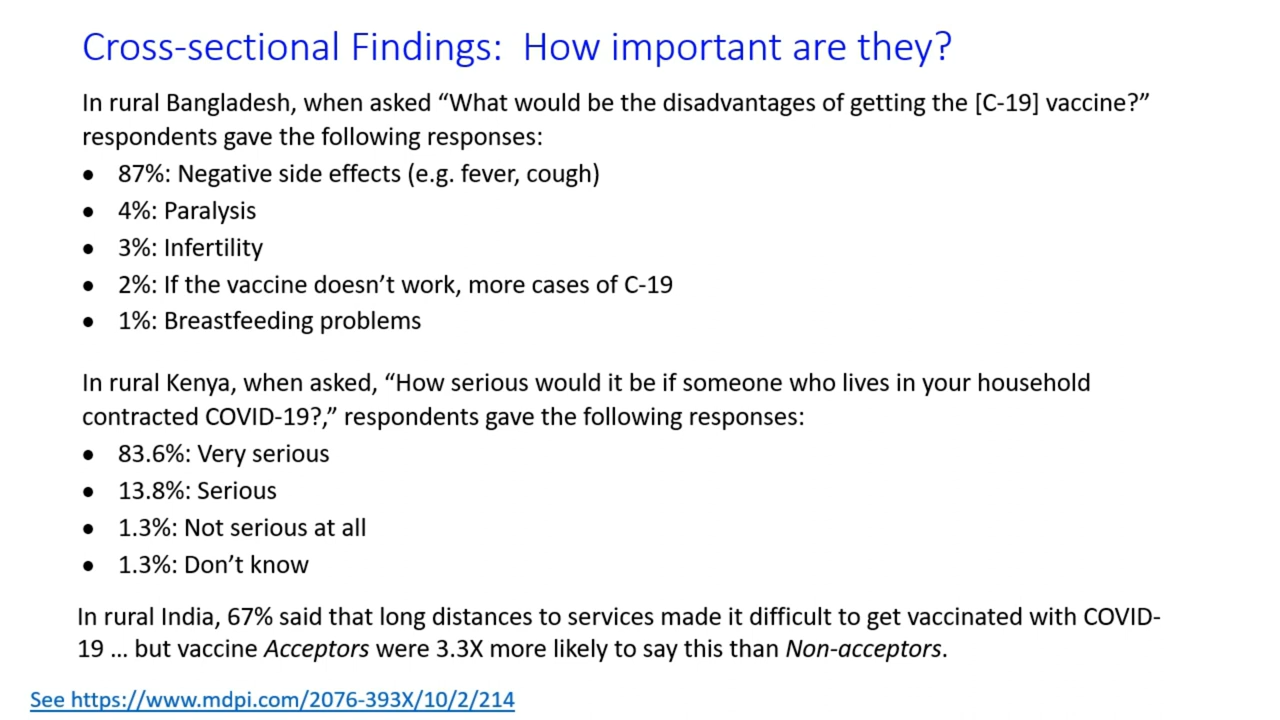 Cross-sectional Findings:  How important are they?
In rural Bangladesh, when asked “What would be the disadvantages of getting the [C-19] vaccine?”
respondents gave the following responses:
• 87%: Negative side effects (e.g. fever, cough)
• 4%: Paralysis
• 3%: Infertility
• 2%: If the vaccine doesn’t work, more cases of C-19
• 1%: Breastfeeding problems
In rural Kenya, when asked, “How serious would it be if someone who lives in your household
contracted COVID-19?,” respondents gave the following responses:
• 83.6%: Very serious
• 13.8%: Serious
• 1.3%: Not serious at all
• 1.3%: Don’t know
In rural India, 67% said that long distances to services made it difficult to get vaccinated with COVID-
19 … but vaccine Acceptors were 3.3X more likely to say this than Non-acceptors.
See https://www.mdpi.com/2076-393X/10/2/214